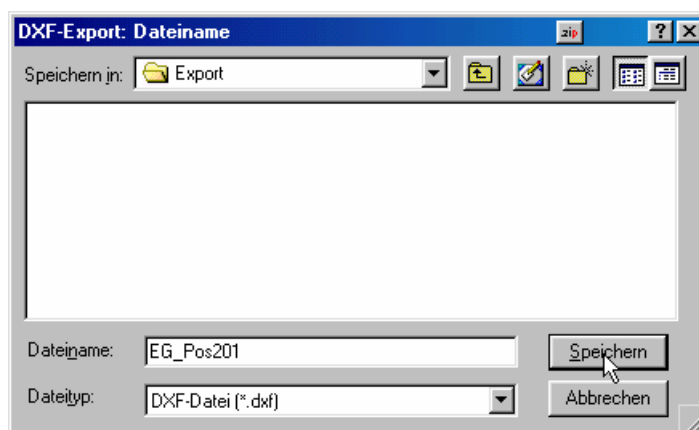 DXF-Export: Dateiname
zip
?
Speichern in: Export
Dateiname: EG_Pos201 Speichern
Dateityp: DXF-Datei (*.dxf) Abbrechen